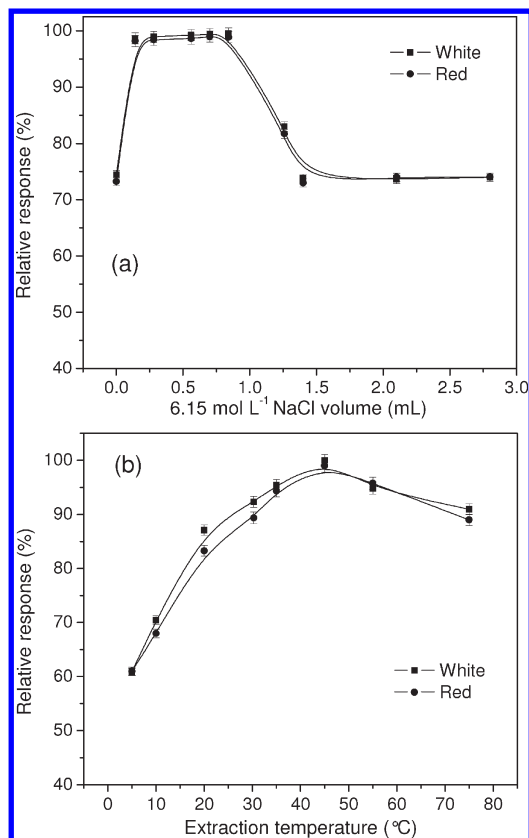 100
90
80
70
60
50
40
Relative response (%)
White
Red
(a)
0.0 0.5 1.0 1.5 2.0 2.5 3.0
6.15 mol L⁻¹ NaCl volume (mL)
100
90
80
70
60
50
40
Relative response (%)
(b)
White
Red
0 10 20 30 40 50 60 70 80
Extraction temperature (°C)